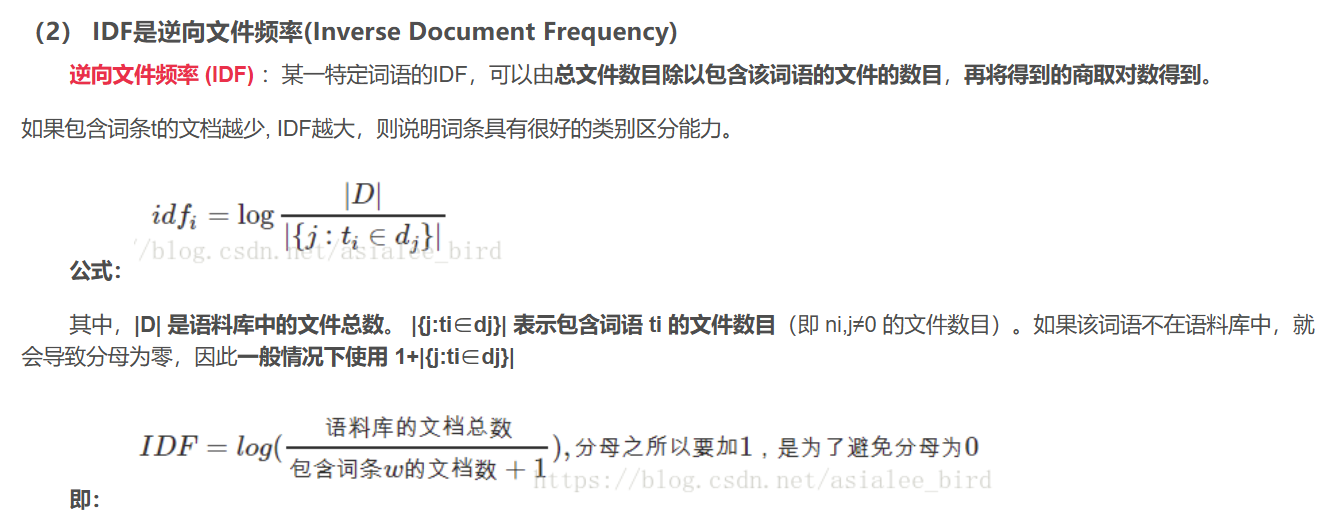 （2） IDF是逆向文件频率(Inverse Document Frequency)
逆向文件频率 (IDF) ：某一特定词语的IDF，可以由总文件数目除以包含该词语的文件的数目，再将得到的商取对数得到。
如果包含词条t的文档越少, IDF越大，则说明词条具有很好的类别区分能力。
idf_i = log |D| / |{j : t_i ∈ d_j}|
/blog.csdn.net/asialee_bird
公式：
其中，|D| 是语料库中的文件总数。 |{j:ti∈dj}| 表示包含词语 ti 的文件数目（即 ni,j≠0 的文件数目）。如果该词语不在语料库中，就
会导致分母为零，因此一般情况下使用 1+|{j:ti∈dj}|
IDF = log(语料库的文档总数 / 包含词条w的文档数 + 1),分母之所以要加1，是为了避免分母为0
https://blog.csdn.net/asialee_bird
即：